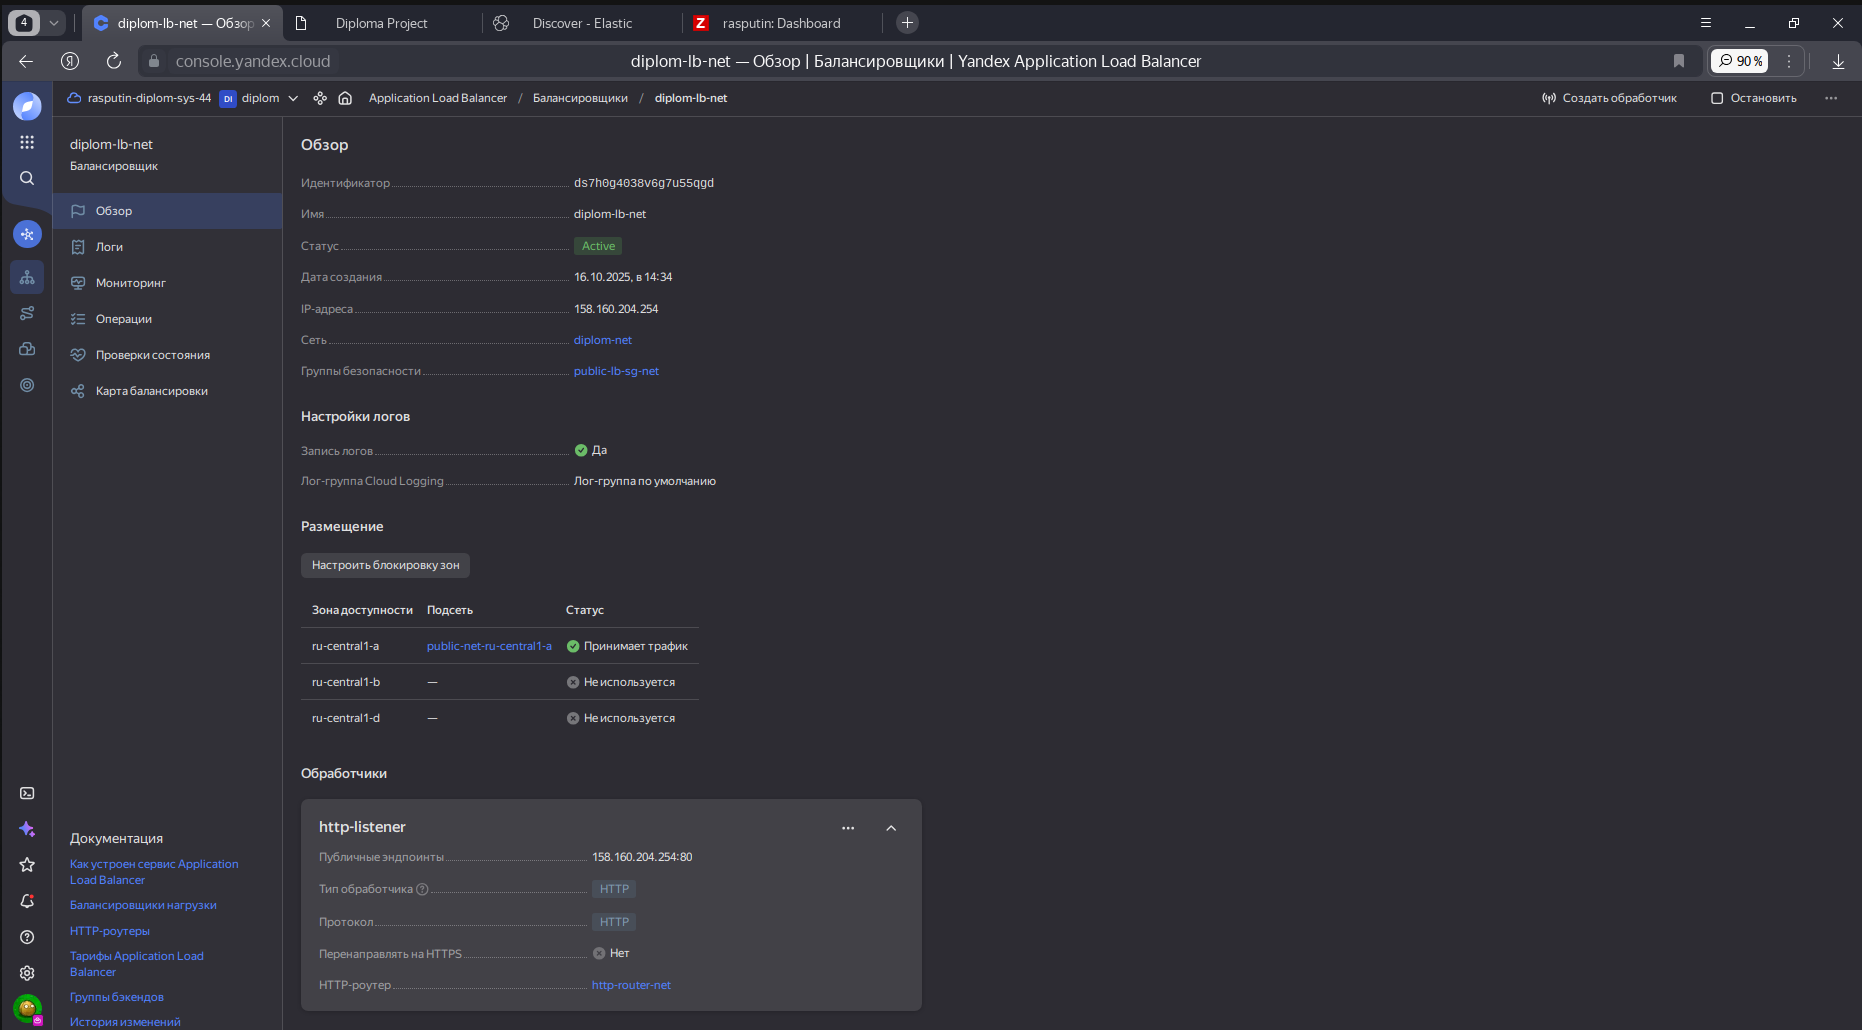 4
diplom-lb-net — Обзор
Diploma Project
Discover - Elastic
Z rasputin: Dashboard
Я
console.yandex.cloud
diplom-lb-net — Обзор | Балансировщики | Yandex Application Load Balancer
90 %
rasputin-diplom-sys-44
DI diplom
Application Load Balancer / Балансировщики / diplom-lb-net
Создать обработчик
Остановить
diplom-lb-net
Балансировщик
Обзор
Логи
Мониторинг
Операции
Проверки состояния
Карта балансировки
Документация
Как устроен сервис Application
Load Balancer
Балансировщики нагрузки
HTTP-роутеры
Тарифы Application Load
Balancer
Группы бэкендов
История изменений
Обзор
Идентификатор ds7h0g4038v6g7u55qgd
Имя diplom-lb-net
Статус Active
Дата создания 16.10.2025, в 14:34
IP-адреса 158.160.204.254
Сеть diplom-net
Группы безопасности public-lb-sg-net
Настройки логов
Запись логов Да
Лог-группа Cloud Logging Лог-группа по умолчанию
Размещение
Настроить блокировку зон
Зона доступности Подсеть Статус
ru-central1-a public-net-ru-central1-a Принимает трафик
ru-central1-b — Не используется
ru-central1-d — Не используется
Обработчики
http-listener
Публичные эндпоинты 158.160.204.254:80
Тип обработчика HTTP
Протокол HTTP
Перенаправлять на HTTPS Нет
HTTP-роутер http-router-net